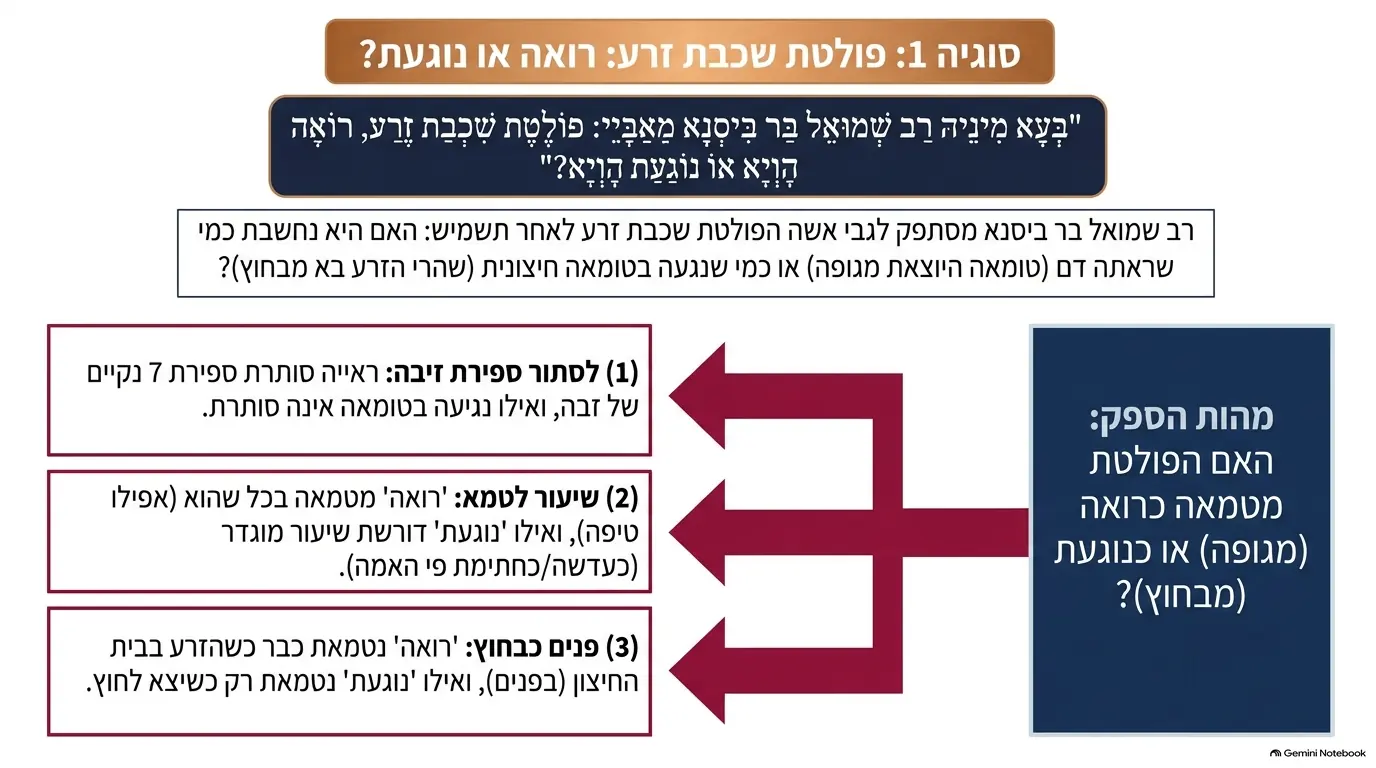 סוגיה 1: פולטת שכבת זרע: רואה או נוגעת?
"בְּעָא מִינֵיהּ רַב שְׁמוּאֵל בַּר בִּיסְנָא מֵאַבָּיֵי: פּוֹלֶטֶת שִׁכְבַת זֶרַע, רוֹאָה
הָוְיָא אוֹ נוֹגַעַת הָוְיָא?"
רב שמואל בר ביסנא מסתפק לגבי אשה הפולטת שכבת זרע לאחר תשמיש: האם היא נחשבת כמי
שראתה דם (טומאה היוצאת מגופה) או כמי שנגעה בטומאה חיצונית (שהרי הזרע בא מבחוץ)?
מהות הספק:
האם הפולטת
מטמאה כרואה
(מגופה) או כנוגעת
(מבחוץ)?
(1) לסתור ספירת זיבה: ראייה סותרת ספירת 7 נקיים
של זבה, ואילו נגיעה בטומאה אינה סותרת.
(2) שיעור לטמא: 'רואה' מטמאה בכל שהוא (אפילו
טיפה), ואילו 'נוגעת' דורשת שיעור מוגדר
(כעדשה/כחתימת פי האמה).
(3) פנים כבחוץ: 'רואה' נטמאת כבר כשהזרע בבית
החיצון (בפנים), ואילו 'נוגעת' נטמאת רק כשיצא לחוץ.
Gemini Notebook